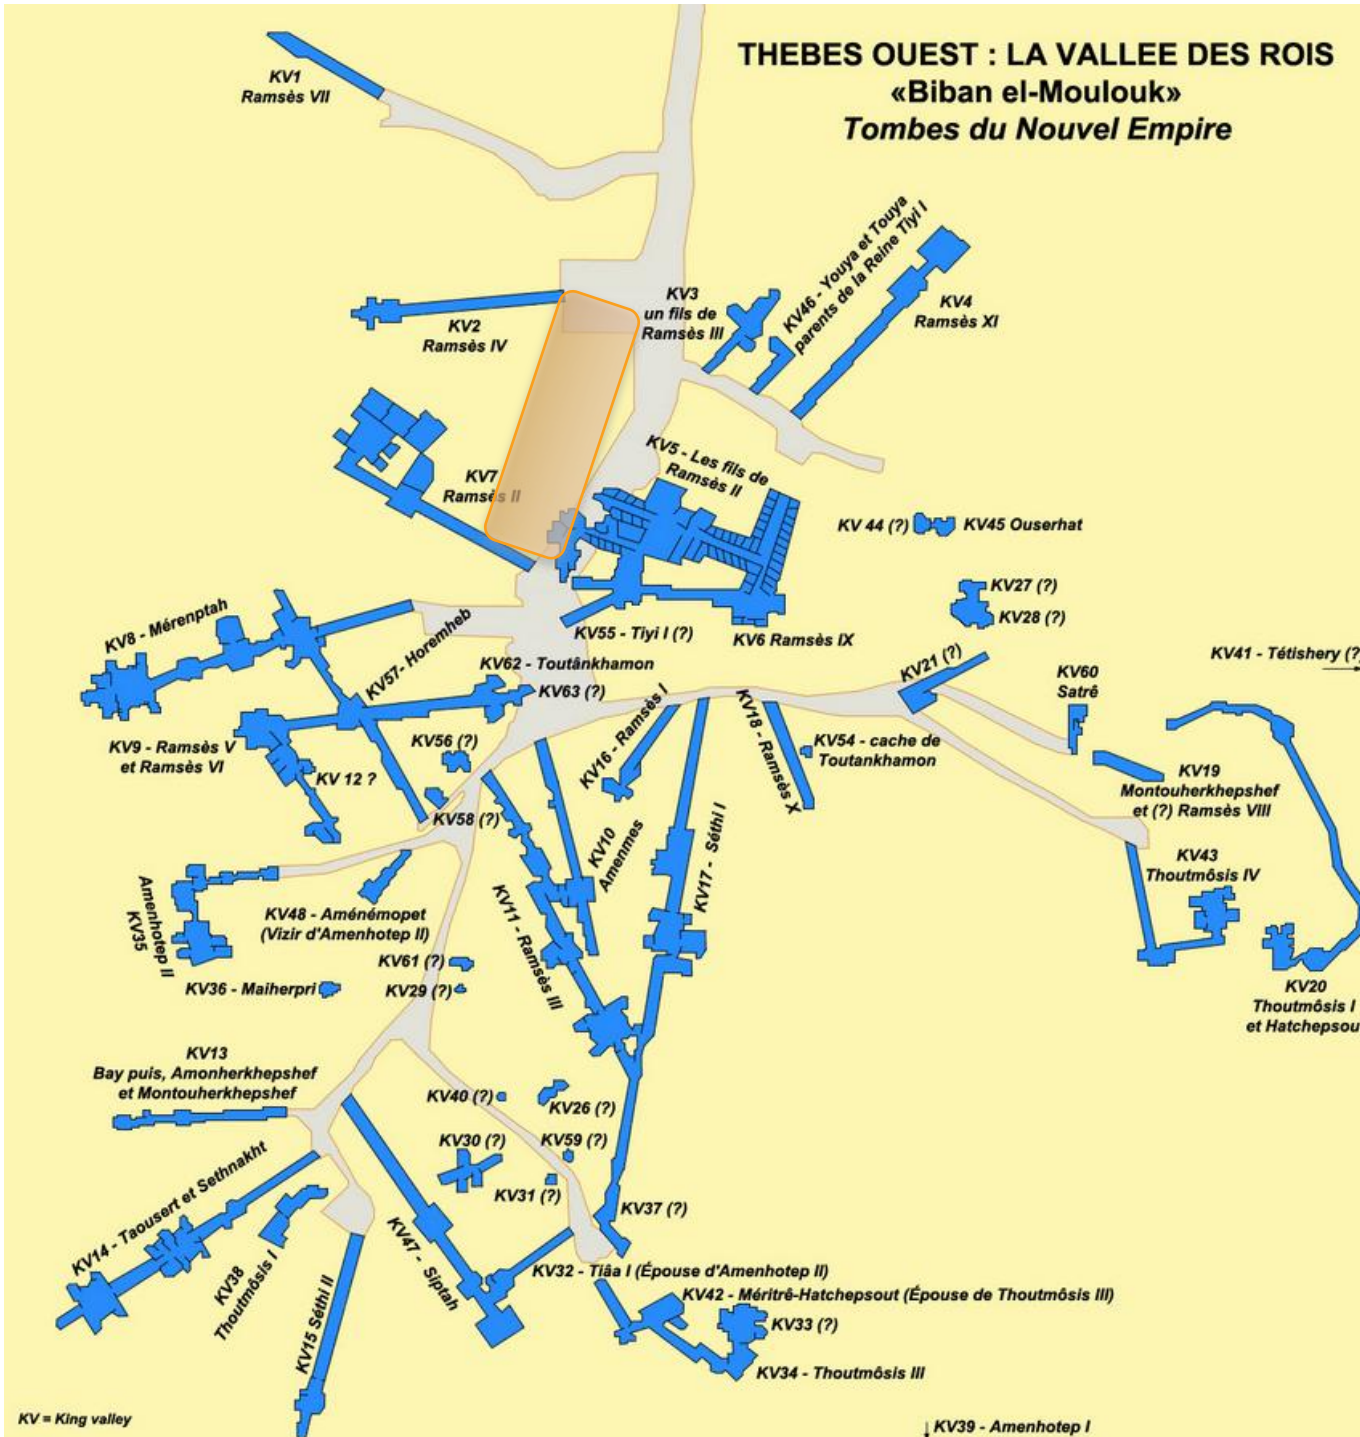 THEBES OUEST : LA VALLEE DES ROIS
«Biban el-Moulouk»
Tombes du Nouvel Empire
KV1
Ramsès VII
KV2
Ramsès IV
KV3
un fils de
Ramsès III
KV46 - Youya et Touya
parents de la Reine Tiyi I
KV4
Ramsès XI
KV7
Ramsès II
KV5 - Les fils de
Ramsès II
KV 44 (?)
KV45 Ouserhat
KV27 (?)
KV28 (?)
KV8 - Mérenptah
KV57- Horemheb
KV55 - Tiyi I (?)
KV6 Ramsès IX
KV62 - Toutânkhamon
KV63 (?)
KV21 (?)
KV60
Satrê
KV41 - Tétishery (?)
KV9 - Ramsès V
et Ramsès VI
KV 12 ?
KV56 (?)
KV58 (?)
KV16 - Ramsès I
KV18 - Ramsès X
KV54 - cache de
Toutankhamon
KV19
Montouherkhepshef
et (?) Ramsès VIII
KV10
Amenmes
KV17 - Séthi I
KV43
Thoutmôsis IV
Amenhotep II
KV35
KV48 - Aménémopet
(Vizir d'Amenhotep II)
KV11 - Ramsès III
KV61 (?)
KV29 (?)
KV36 - Maiherpri
KV20
Thoutmôsis I
et Hatchepsou
KV13
Bay puis, Amonherkhepshef
et Montouherkhepshef
KV40 (?)
KV26 (?)
KV30 (?)
KV59 (?)
KV31 (?)
KV37 (?)
KV14 - Taousert et Sethnakht
KV38
Thoutmôsis I
KV47 - Siptah
KV15 Séthi II
KV32 - Tiâa I (Épouse d'Amenhotep II)
KV42 - Méritrê-Hatchepsout (Épouse de Thoutmôsis III)
KV33 (?)
KV34 - Thoutmôsis III
KV = King valley
KV39 - Amenhotep I